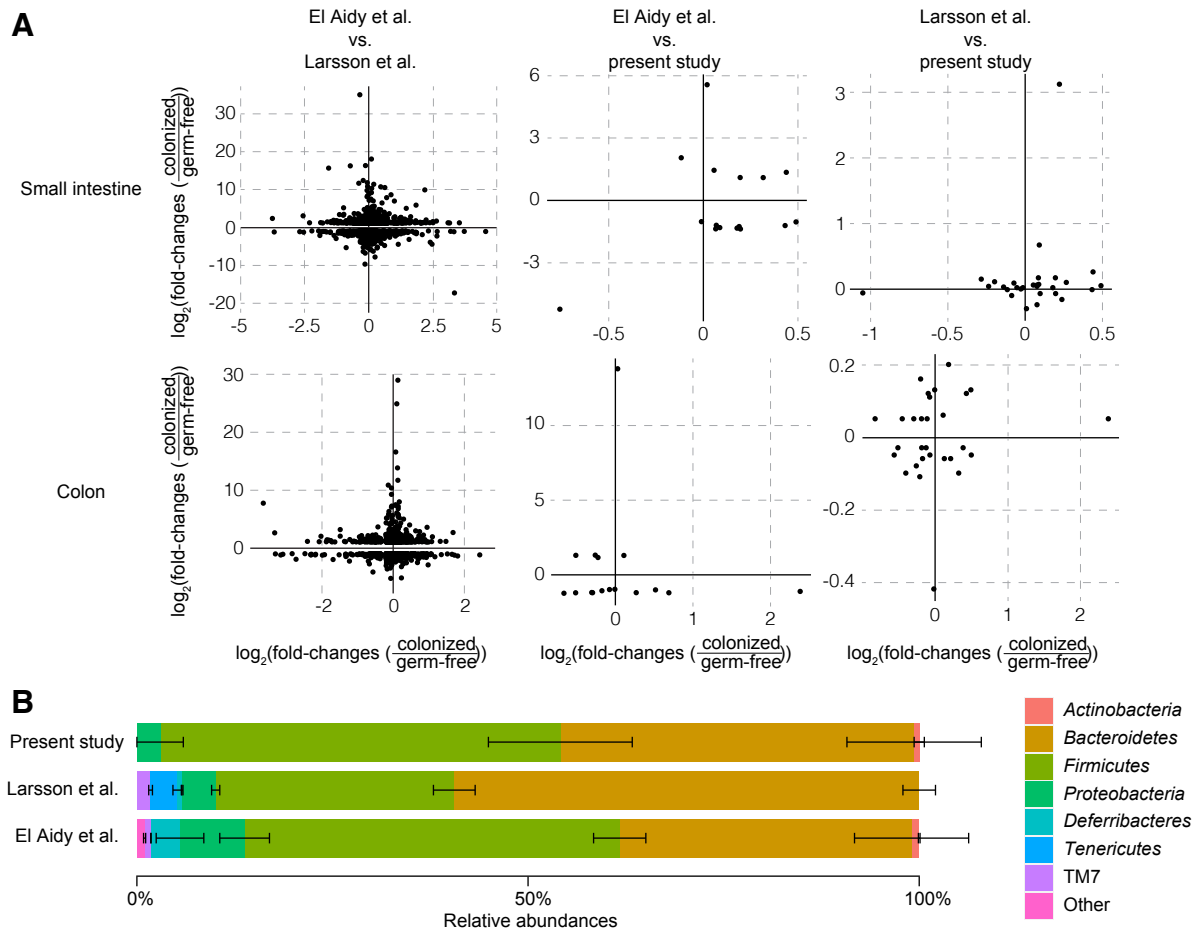 A
El Aidy et al.
vs.
Larsson et al.
El Aidy et al.
vs.
present study
Larsson et al.
vs.
present study
Small intestine
log2(fold-changes (colonized/germ-free))
30
20
10
0
-10
-20
-5
-2.5
0
2.5
5
6
3
0
-3
-0.5
0
0.5
3
2
1
0
-1
-0.5
0
0.5
Colon
log2(fold-changes (colonized/germ-free))
30
20
10
0
-2
0
2
10
5
0
0
1
2
0.2
0
-0.2
-0.4
0
1
2
log2(fold-changes (colonized/germ-free))
log2(fold-changes (colonized/germ-free))
log2(fold-changes (colonized/germ-free))
B
Present study
Larsson et al.
El Aidy et al.
0%
50%
100%
Relative abundances
Actinobacteria
Bacteroidetes
Firmicutes
Proteobacteria
Deferribacteres
Tenericutes
TM7
Other